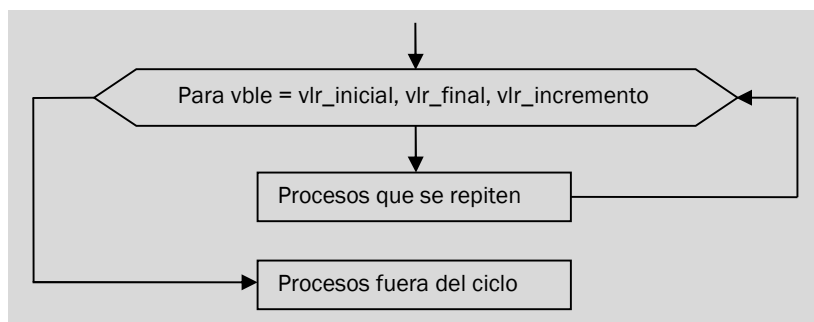 Para vble = vlr_inicial, vlr_final, vlr_incremento
Procesos que se repiten
Procesos fuera del ciclo